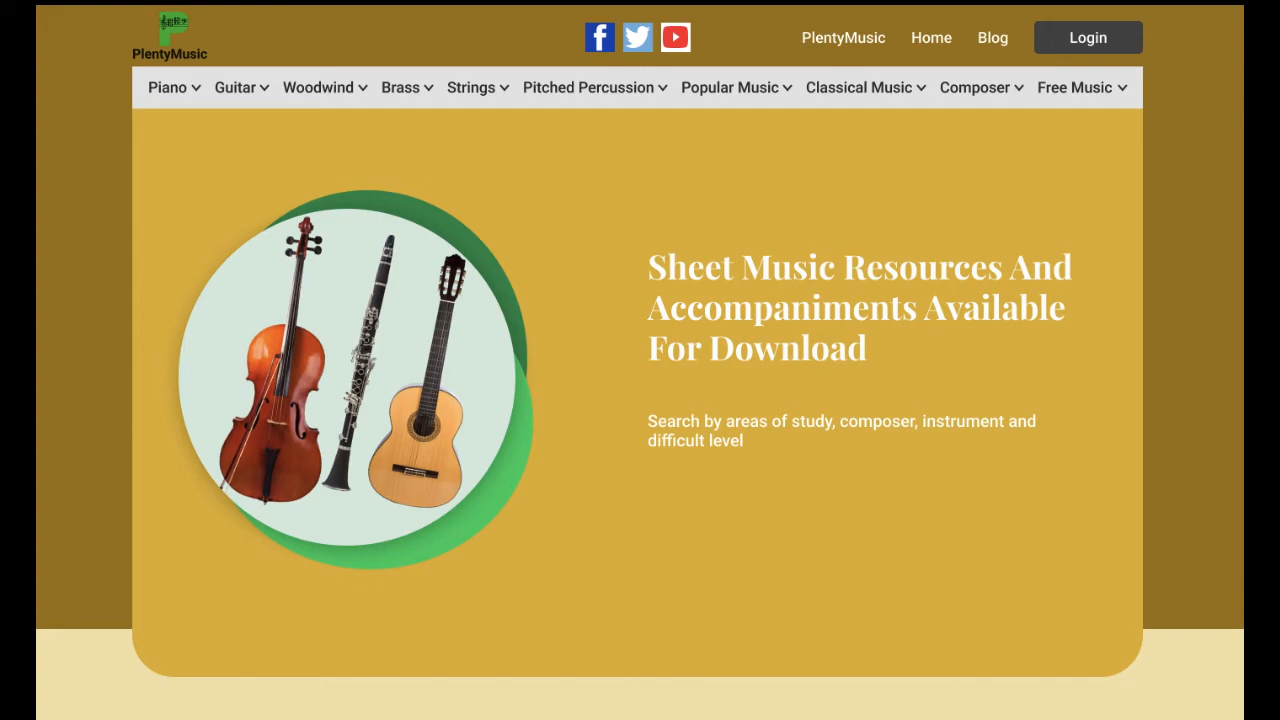 PlentyMusic
PlentyMusic Home Blog Login
Piano Guitar Woodwind Brass Strings Pitched Percussion Popular Music Classical Music Composer Free Music
Sheet Music Resources And
Accompaniments Available
For Download
Search by areas of study, composer, instrument and
difficult level